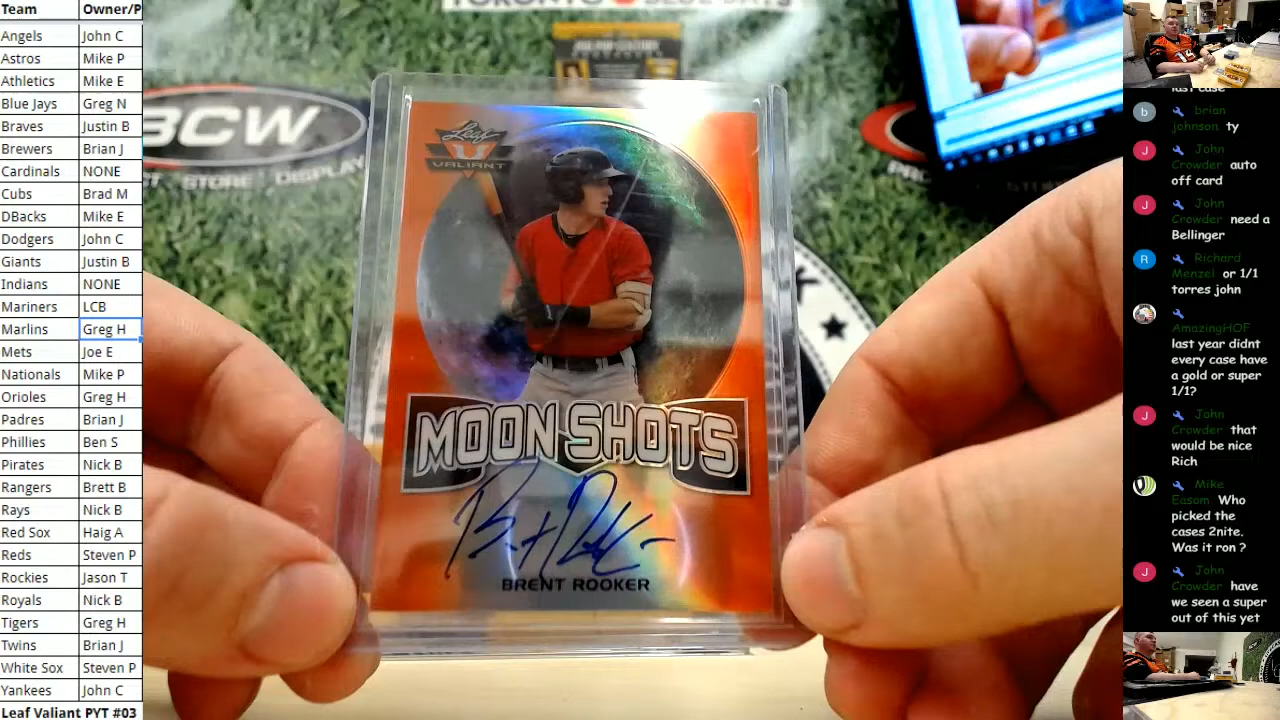 Team Owner/P
Angels John C
Astros Mike P
Athletics Mike E
Blue Jays Greg N
Braves Justin B
Brewers Brian J
Cardinals NONE
Cubs Brad M
DBacks Mike E
Dodgers John C
Giants Justin B
Indians NONE
Mariners LCB
Marlins Greg H
Mets Joe E
Nationals Mike P
Orioles Greg H
Padres Brian J
Phillies Ben S
Pirates Nick B
Rangers Brett B
Rays Nick B
Red Sox Haig A
Reds Steven P
Rockies Jason T
Royals Nick B
Tigers Greg H
Twins Brian J
White Sox Steven P
Yankees John C
Leaf Valiant PYT #03
TORONTO BLUE JAYS
BCW
STORE DISPLAY
Leaf
VALIANT
MOON SHOTS
BRENT ROOKER
last case
brian
johnson ty
John
Crowder auto
off card
John
Crowder need a
Bellinger
Richard
Menzel or 1/1
torres john
AmazingHOF
last year didnt
every case have
a gold or super
1/1?
John
Crowder that
would be nice
Rich
Mike
Easom Who
picked the
cases 2nite.
Was it ron ?
John
Crowder have
we seen a super
out of this yet